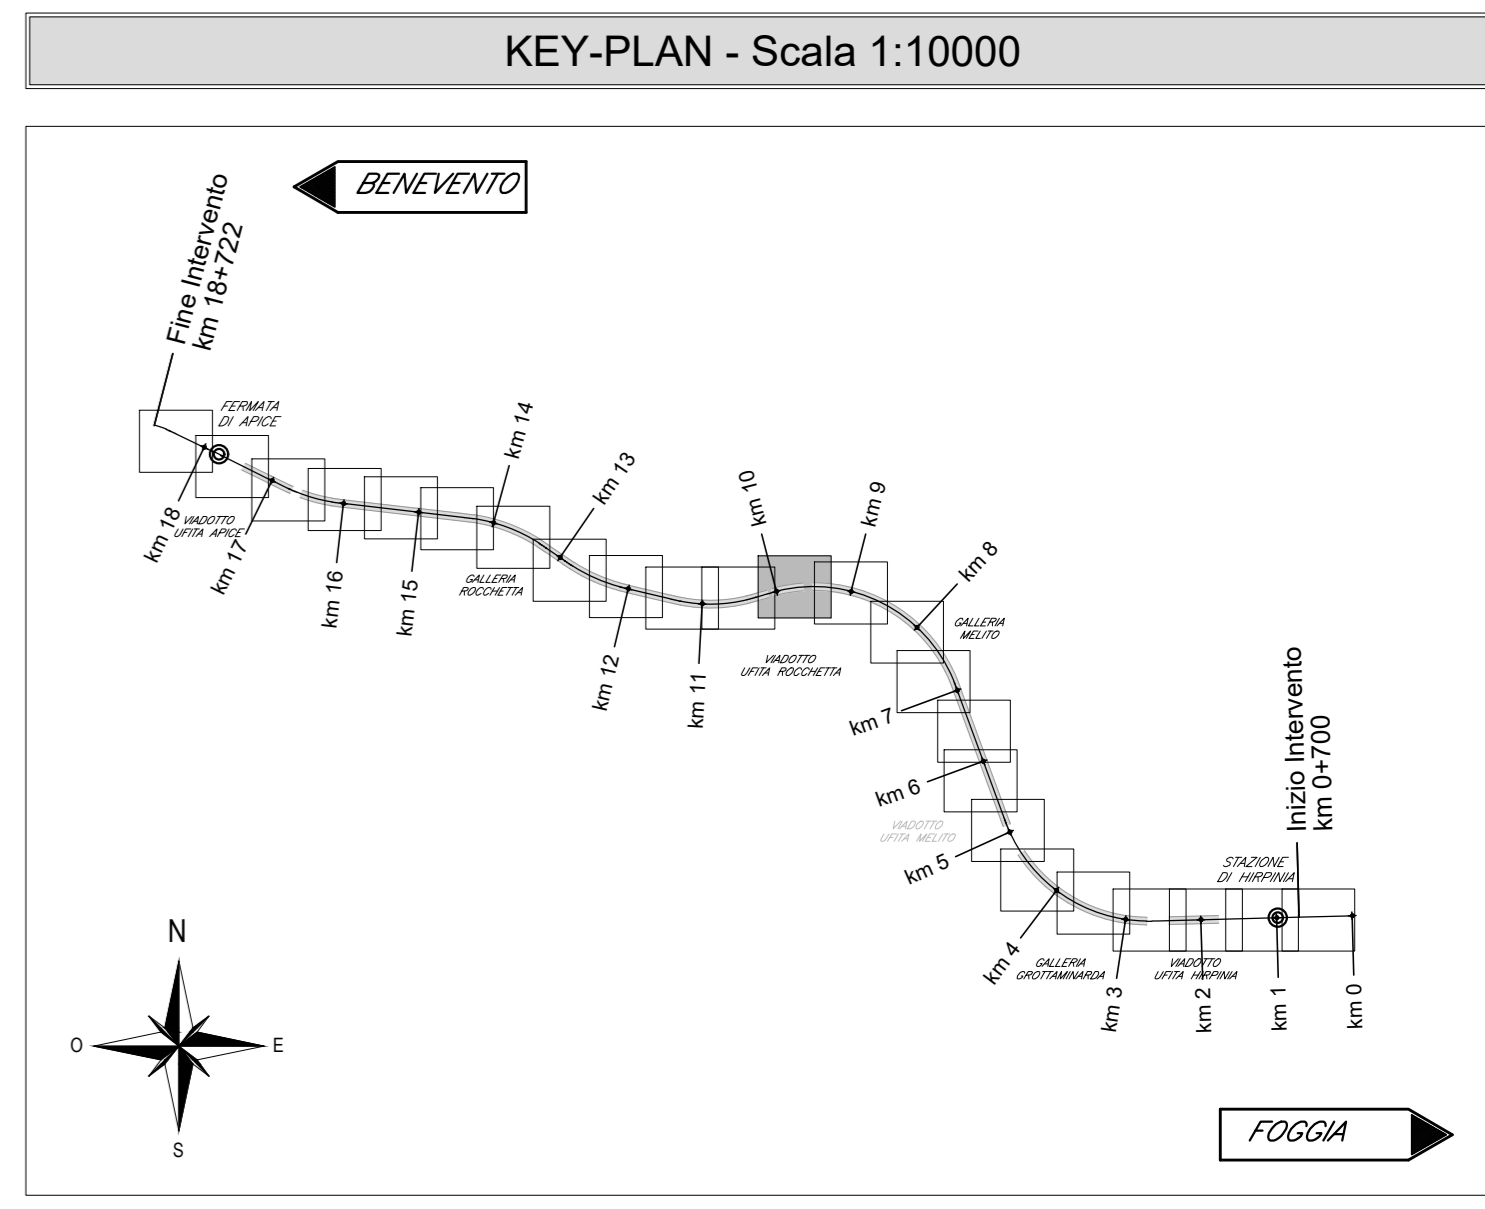 KEY-PLAN - Scala 1:10000
BENEVENTO
Fine Intervento
km 18+722
FERMATA
DI APICE
km 18
VIADOTTO
UFITA APICE
km 17
km 16
km 15
km 14
GALLERIA
ROCCHETTA
km 13
km 12
km 11
km 10
VIADOTTO
UFITA ROCCHETTA
km 9
km 8
GALLERIA
MELITO
km 7
km 6
VIADOTTO
UFITA MELITO
km 5
km 4
GALLERIA
GROTTAMINARDA
km 3
VIADOTTO
UFITA HIRPINIA
km 2
STAZIONE
DI HIRPINIA
km 1
Inizio Intervento
km 0+700
km 0
N
O
E
S
FOGGIA